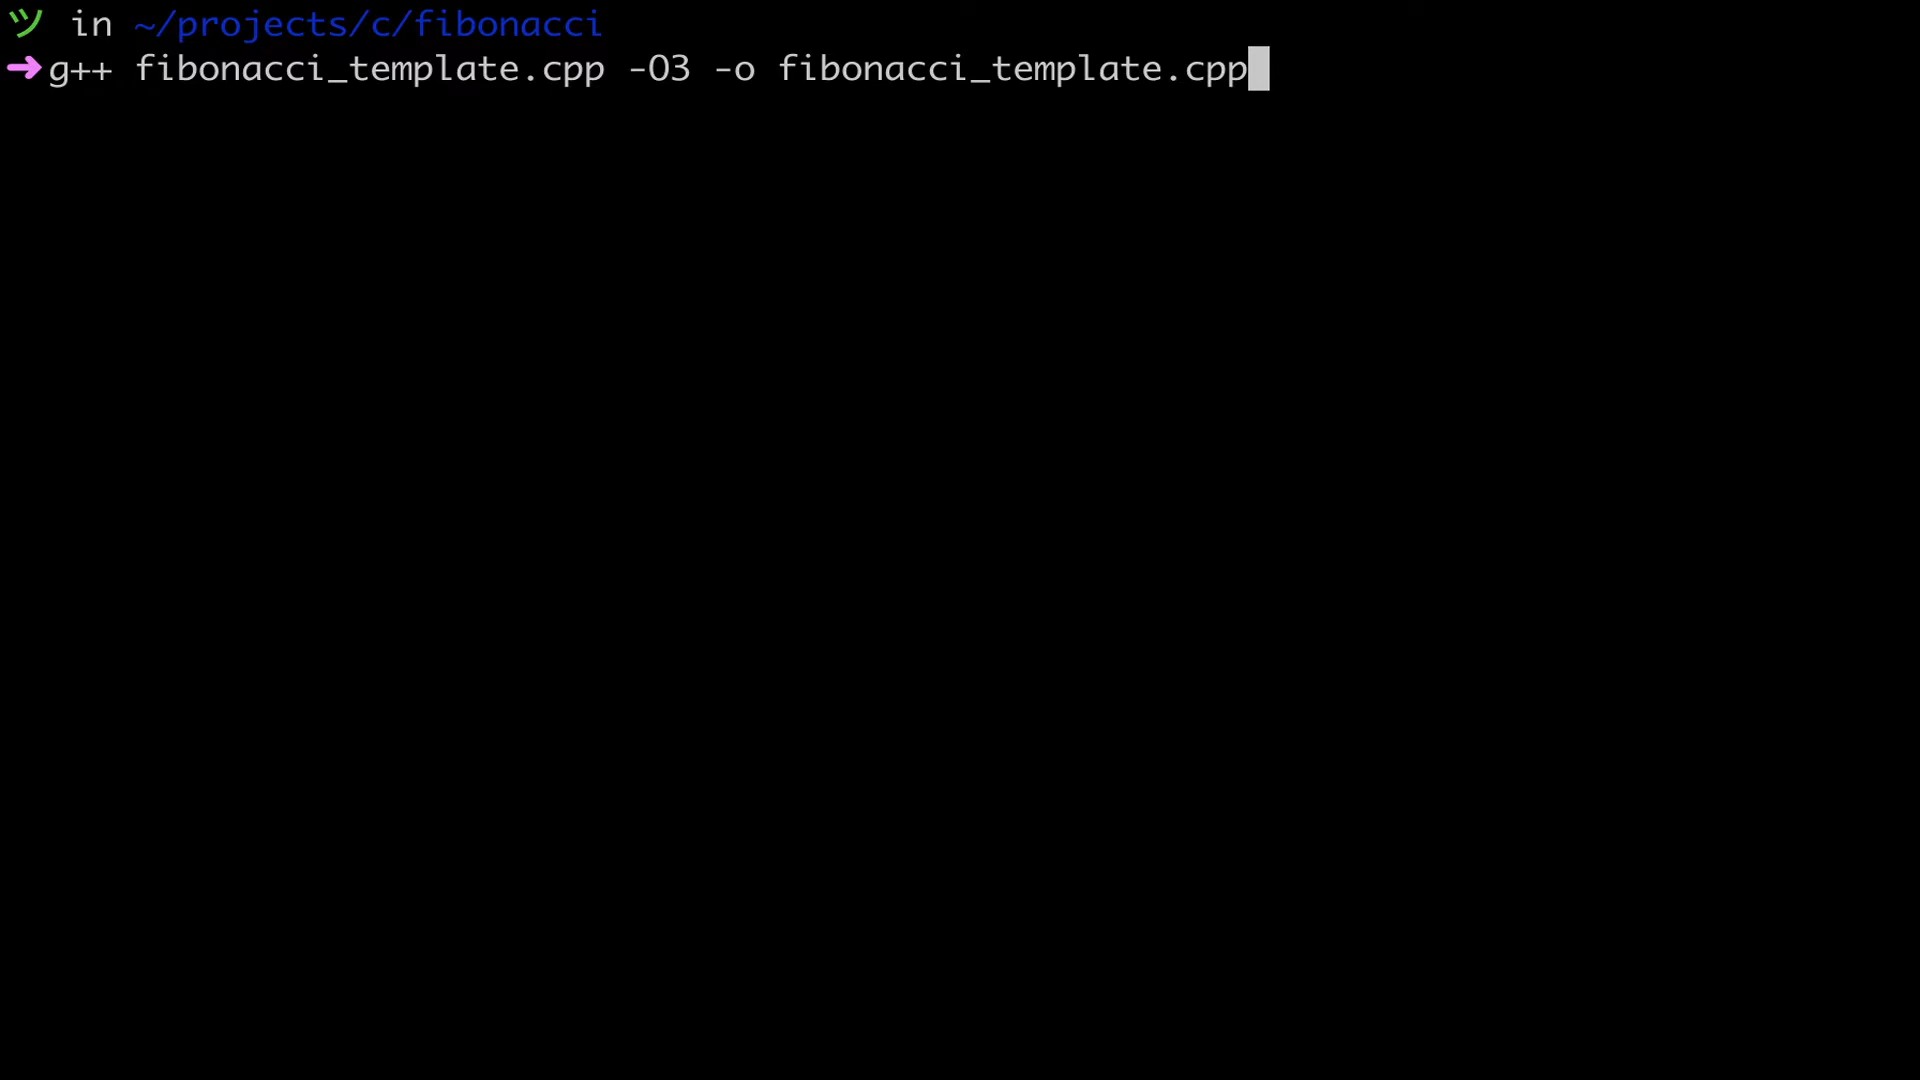 ツ in ~/projects/c/fibonacci
➜ g++ fibonacci_template.cpp -O3 -o fibonacci_template.cpp